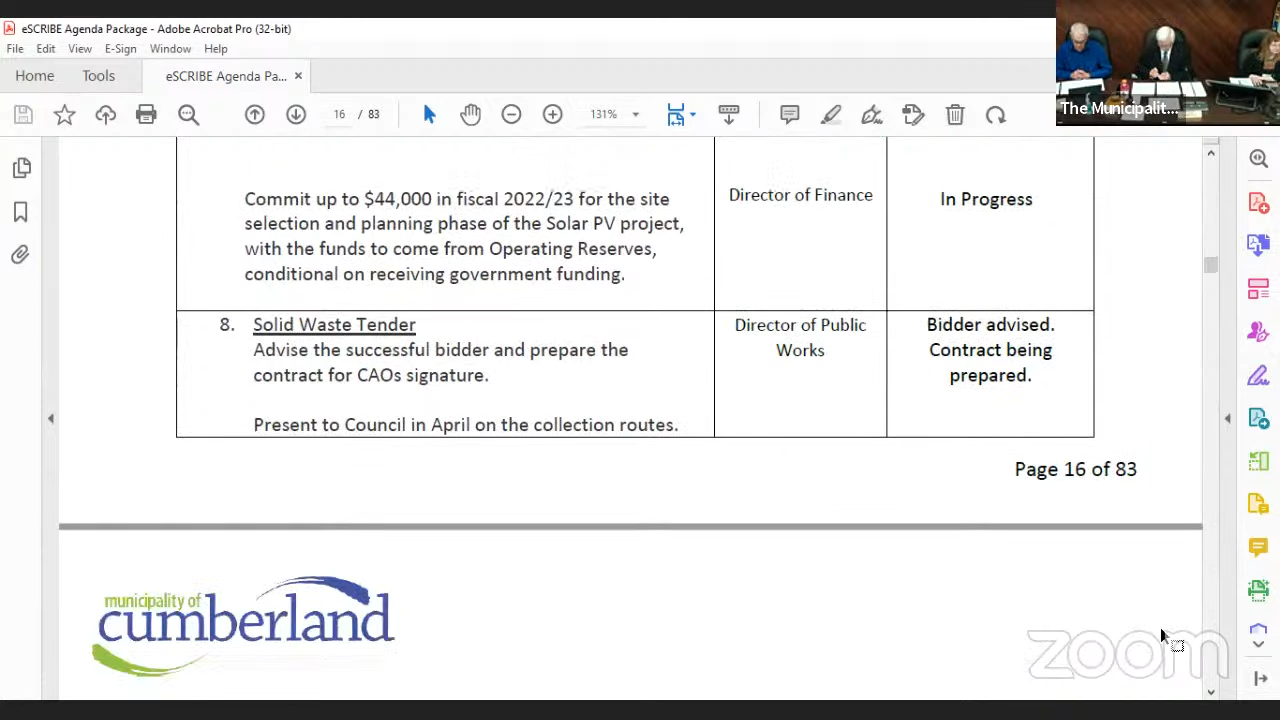 eSCRIBE Agenda Package - Adobe Acrobat Pro (32-bit)
File Edit View E-Sign Window Help
Home Tools eSCRIBE Agenda Pa... ×
16 / 83 131%
The Municipalit...
Commit up to $44,000 in fiscal 2022/23 for the site
selection and planning phase of the Solar PV project,
with the funds to come from Operating Reserves,
conditional on receiving government funding.
Director of Finance
In Progress
8. Solid Waste Tender
Advise the successful bidder and prepare the
contract for CAOs signature.
Present to Council in April on the collection routes.
Director of Public
Works
Bidder advised.
Contract being
prepared.
Page 16 of 83
municipality of
cumberland
zoom